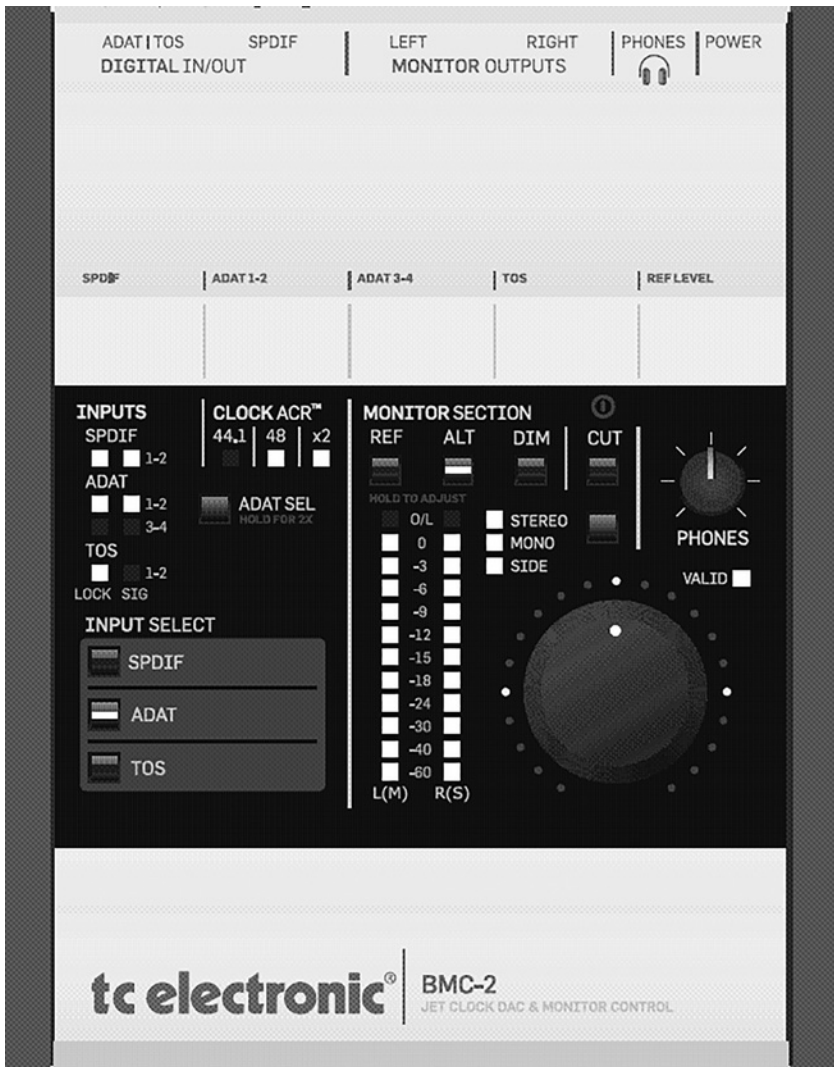 ADAT | TOS SPDIF LEFT RIGHT PHONES POWER
DIGITAL IN/OUT MONITOR OUTPUTS
SPDIF ADAT 1-2 ADAT 3-4 TOS REF LEVEL
INPUTS CLOCK ACR™ MONITOR SECTION
SPDIF 44.1 48 x2 REF ALT DIM CUT
1-2
ADAT
1-2 ADAT SEL HOLD TO ADJUST
3-4 HOLD FOR 2X O/L STEREO
0 MONO PHONES
TOS -3 SIDE
1-2 VALID
LOCK SIG -6
INPUT SELECT -9
-12
SPDIF -15
-18
-24
ADAT -30
-40
TOS -60
L(M) R(S)
tc electronic® BMC-2
JET CLOCK DAC & MONITOR CONTROL